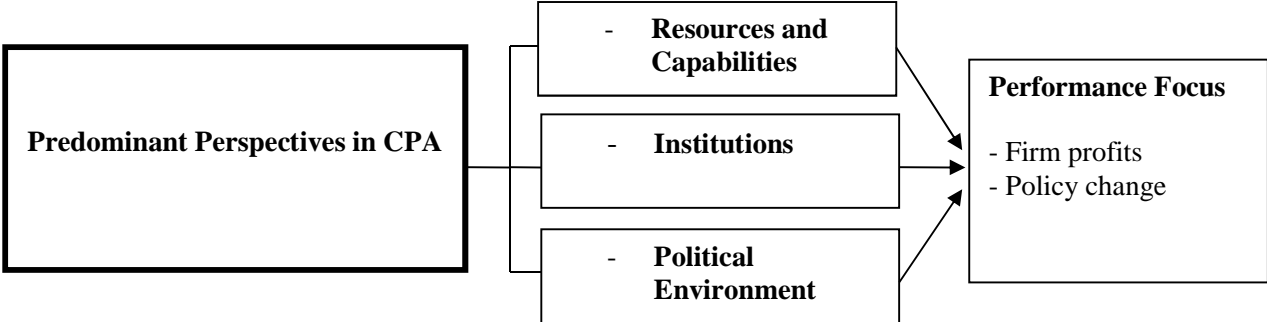 Predominant Perspectives in CPA
- Resources and
Capabilities
- Institutions
- Political
Environment
Performance Focus
- Firm profits
- Policy change